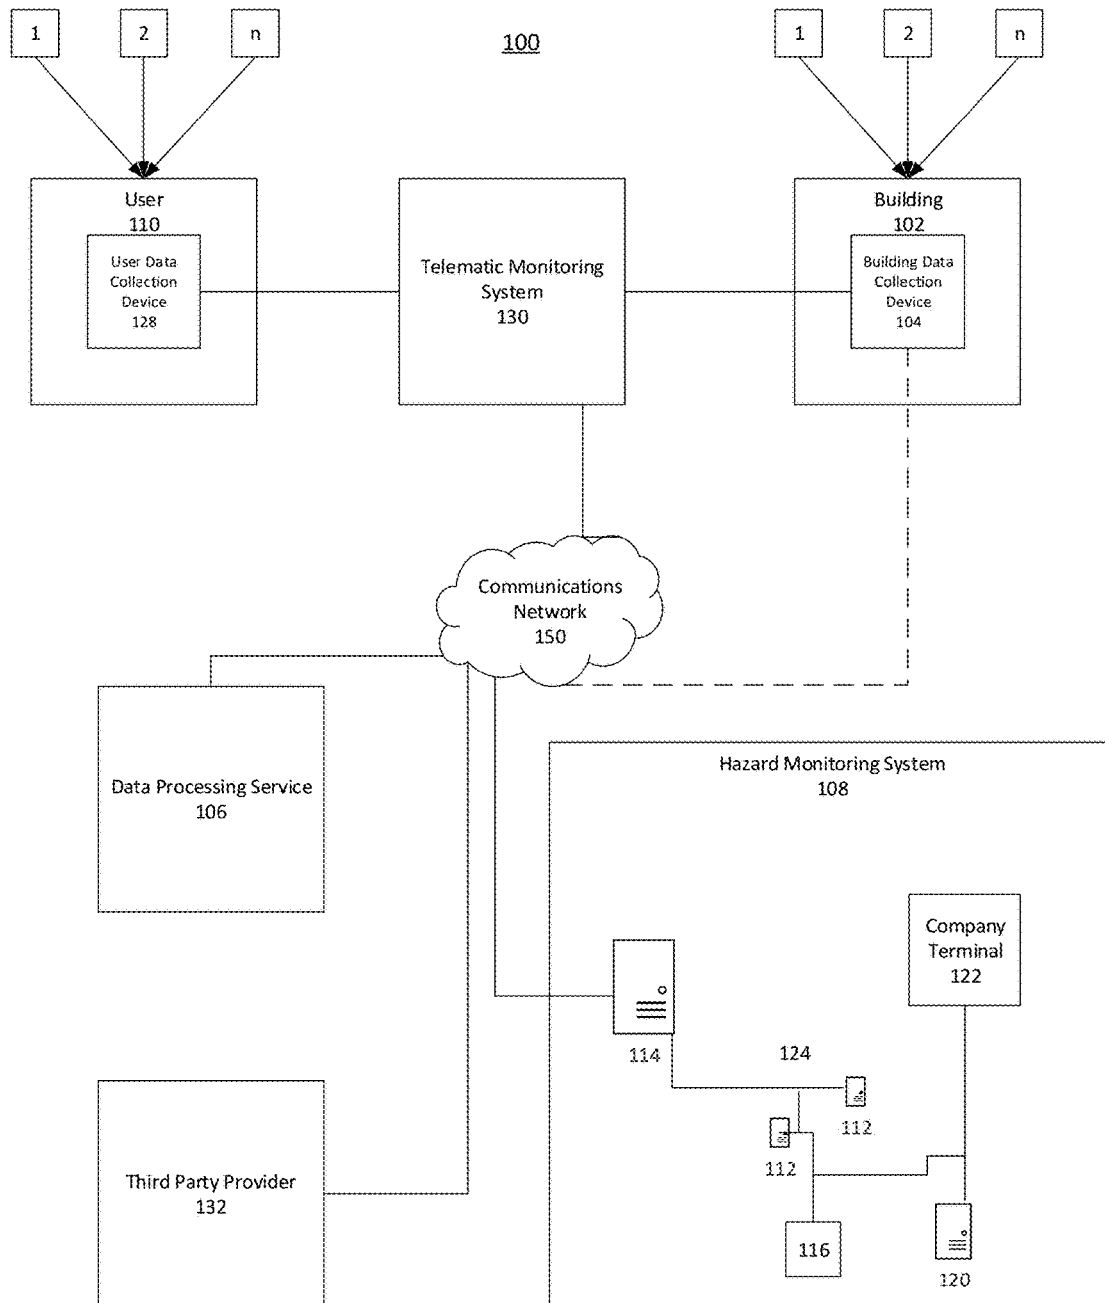 1
2
n
100
1
2
n
User
110
User Data
Collection
Device
128
Telematic Monitoring
System
130
Building
102
Building Data
Collection
Device
104
Communications
Network
150
Data Processing Service
106
Hazard Monitoring System
108
Company
Terminal
122
114
124
112
112
Third Party Provider
132
116
120